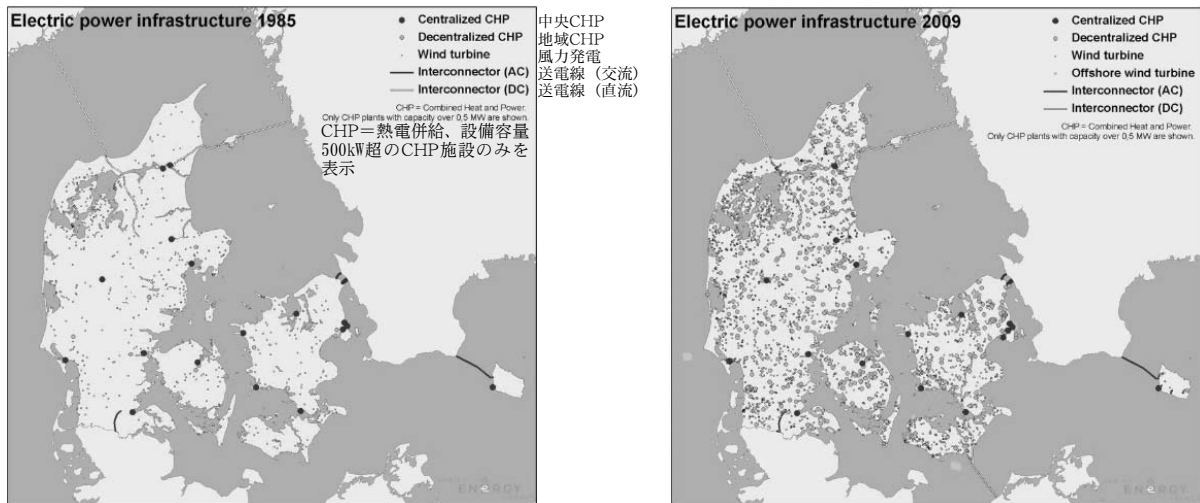 Electric power infrastructure 1985
Centralized CHP
Decentralized CHP
Wind turbine
Interconnector (AC)
Interconnector (DC)
CHP = Combined Heat and Power.
Only CHP plants with capacity over 0,5 MW are shown.
CHP＝熱電併給、設備容量
500kW超のCHP施設のみを
表示
中央CHP
地域CHP
風力発電
送電線（交流）
送電線（直流）
ENERGY
Electric power infrastructure 2009
Centralized CHP
Decentralized CHP
Wind turbine
Offshore wind turbine
Interconnector (AC)
Interconnector (DC)
CHP = Combined Heat and Power.
Only CHP plants with capacity over 0,5 MW are shown.
ENERGY